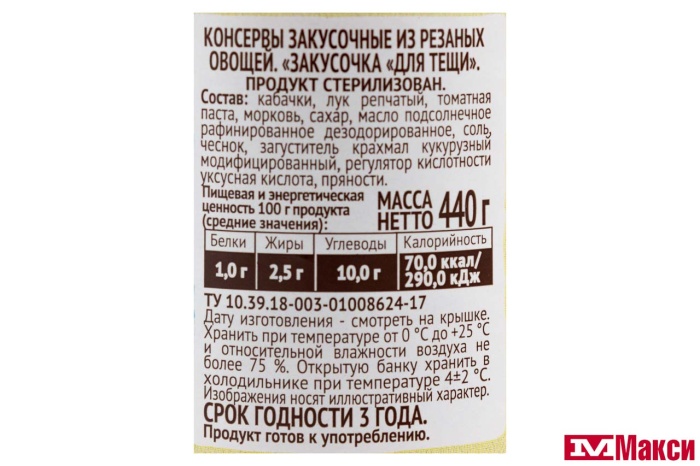 КОНСЕРВЫ ЗАКУСОЧНЫЕ ИЗ РЕЗАНЫХ
ОВОЩЕЙ. «ЗАКУСОЧКА «ДЛЯ ТЕЩИ».
ПРОДУКТ СТЕРИЛИЗОВАН.
Состав: кабачки, лук репчатый, томатная
паста, морковь, сахар, масло подсолнечное
рафинированное дезодорированное, соль,
чеснок, загуститель крахмал кукурузный
модифицированный, регулятор кислотности
уксусная кислота, пряности.
Пищевая и энергетическая
ценность 100 г продукта
(средние значения):
МАССА
НЕТТО 440 г
Белки Жиры Углеводы Калорийность
1,0 г 2,5 г 10,0 г 70,0 ккал/
290,0 кДж
ТУ 10.39.18-003-01008624-17
Дату изготовления - смотреть на крышке.
Хранить при температуре от 0 °С до +25 °С
и относительной влажности воздуха не
более 75 %. Открытую банку хранить в
холодильнике при температуре 4±2 °С.
Изображения носят иллюстративный характер.
СРОК ГОДНОСТИ 3 ГОДА.
Продукт готов к употреблению.
М Макси